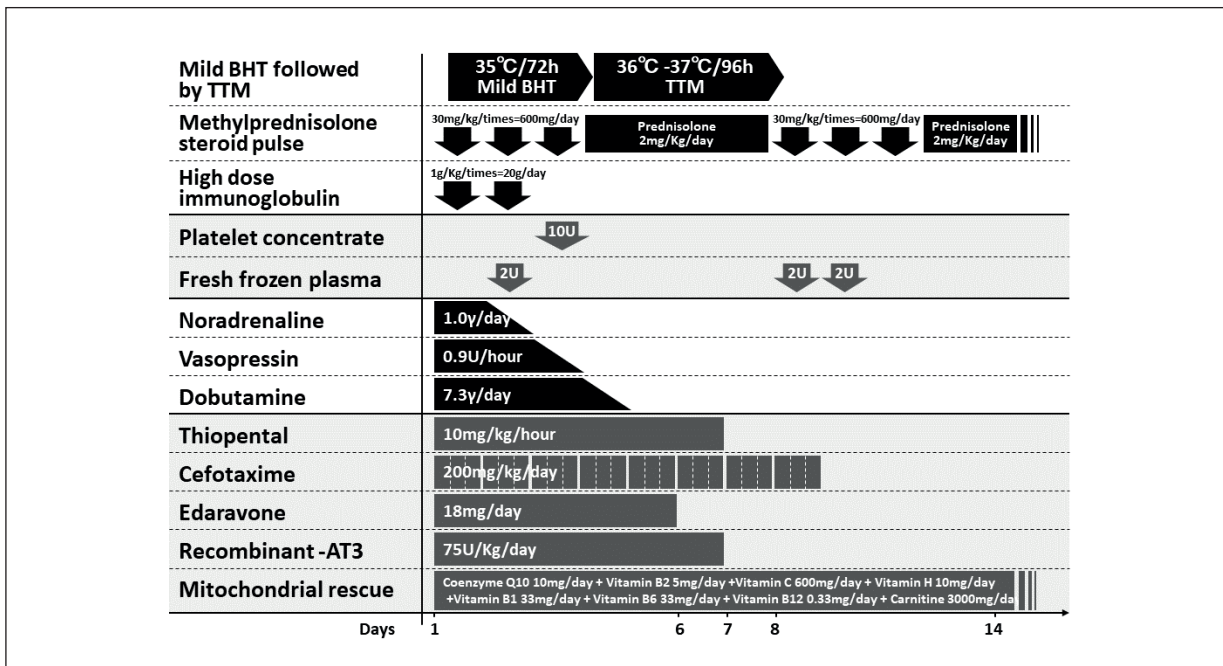 Mild BHT followed
by TTM
35℃/72h
Mild BHT
36℃ -37℃/96h
TTM
Methylprednisolone
steroid pulse
30mg/kg/times=600mg/day
Prednisolone
2mg/Kg/day
30mg/kg/times=600mg/day
Prednisolone
2mg/Kg/day
High dose
immunoglobulin
1g/Kg/times=20g/day
Platelet concentrate
10U
Fresh frozen plasma
2U
2U
2U
Noradrenaline
1.0γ/day
Vasopressin
0.9U/hour
Dobutamine
7.3γ/day
Thiopental
10mg/kg/hour
Cefotaxime
200mg/kg/day
Edaravone
18mg/day
Recombinant -AT3
75U/Kg/day
Mitochondrial rescue
Coenzyme Q10 10mg/day + Vitamin B2 5mg/day +Vitamin C 600mg/day + Vitamin H 10mg/day
+Vitamin B1 33mg/day + Vitamin B6 33mg/day + Vitamin B12 0.33mg/day + Carnitine 3000mg/da
Days
1
6
7
8
14